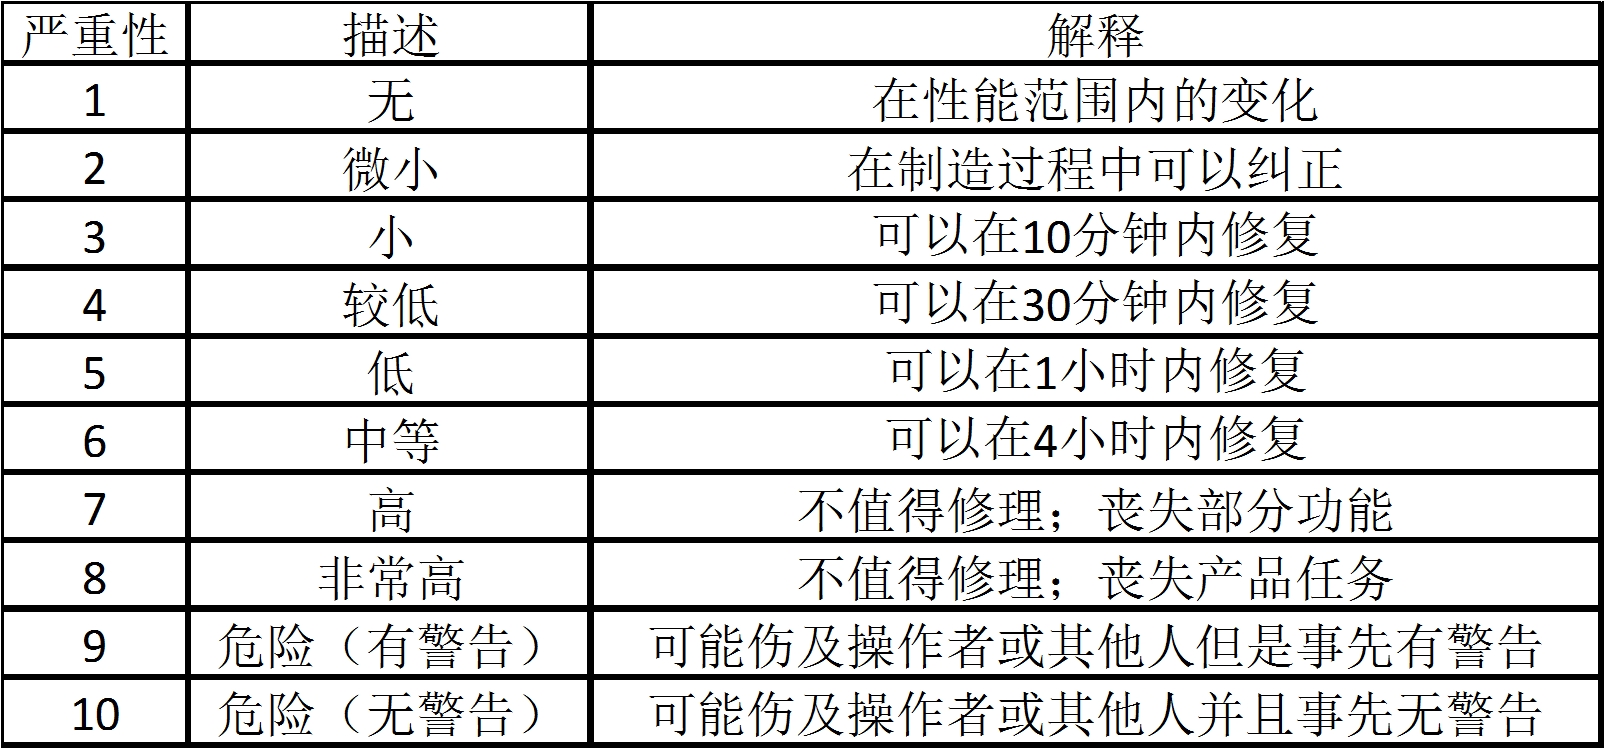 严重性 描述 解释
1 无 在性能范围内的变化
2 微小 在制造过程中可以纠正
3 小 可以在10分钟内修复
4 较低 可以在30分钟内修复
5 低 可以在1小时内修复
6 中等 可以在4小时内修复
7 高 不值得修理；丧失部分功能
8 非常高 不值得修理；丧失产品任务
9 危险（有警告） 可能伤及操作者或其他人但是事先有警告
10 危险（无警告） 可能伤及操作者或其他人并且事先无警告